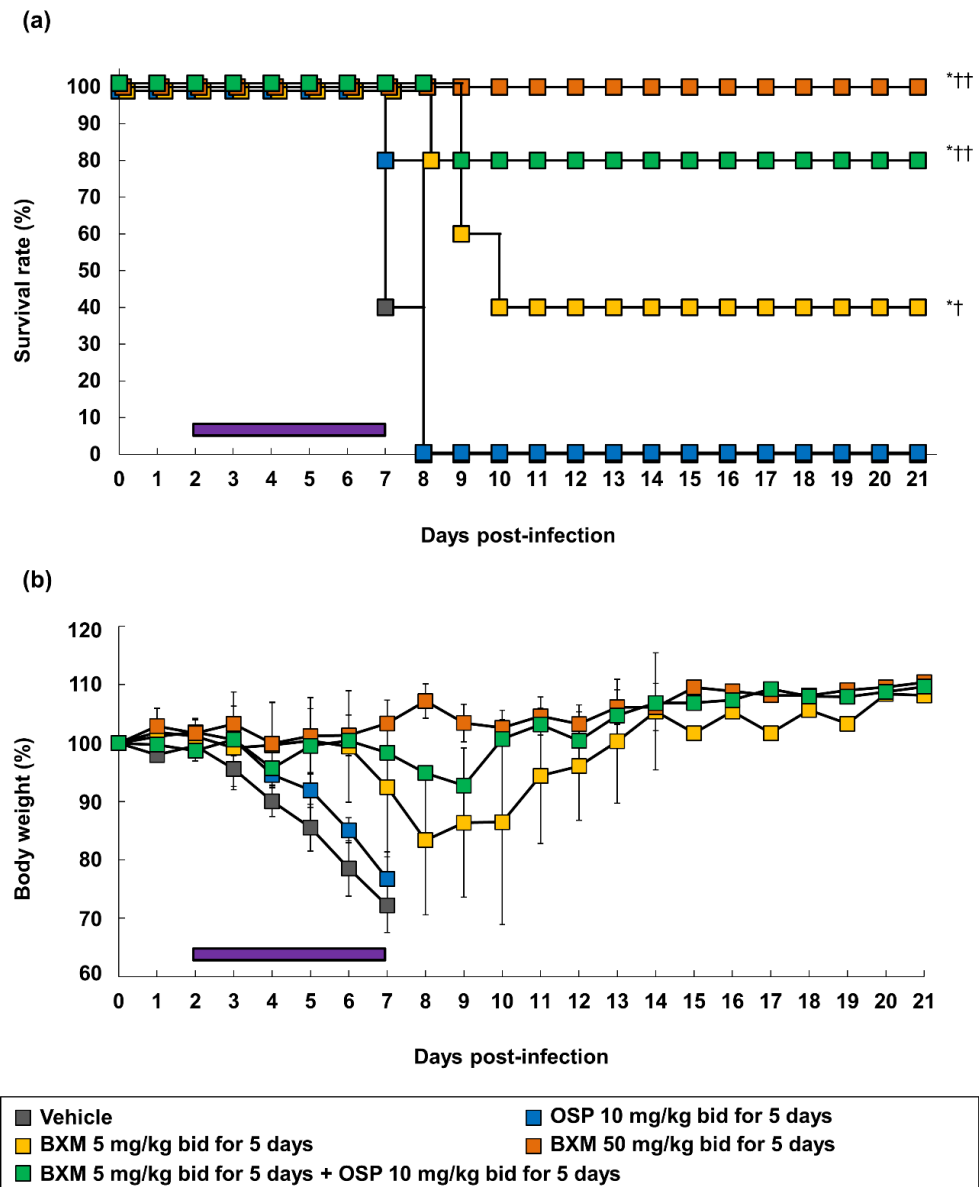 (a)
100
90
80
70
60
50
40
30
20
10
0
Survival rate (%)
*††
*††
*†
0 1 2 3 4 5 6 7 8 9 10 11 12 13 14 15 16 17 18 19 20 21
Days post-infection
(b)
120
110
100
90
80
70
60
Body weight (%)
0 1 2 3 4 5 6 7 8 9 10 11 12 13 14 15 16 17 18 19 20 21
Days post-infection
Vehicle
OSP 10 mg/kg bid for 5 days
BXM 5 mg/kg bid for 5 days
BXM 50 mg/kg bid for 5 days
BXM 5 mg/kg bid for 5 days + OSP 10 mg/kg bid for 5 days